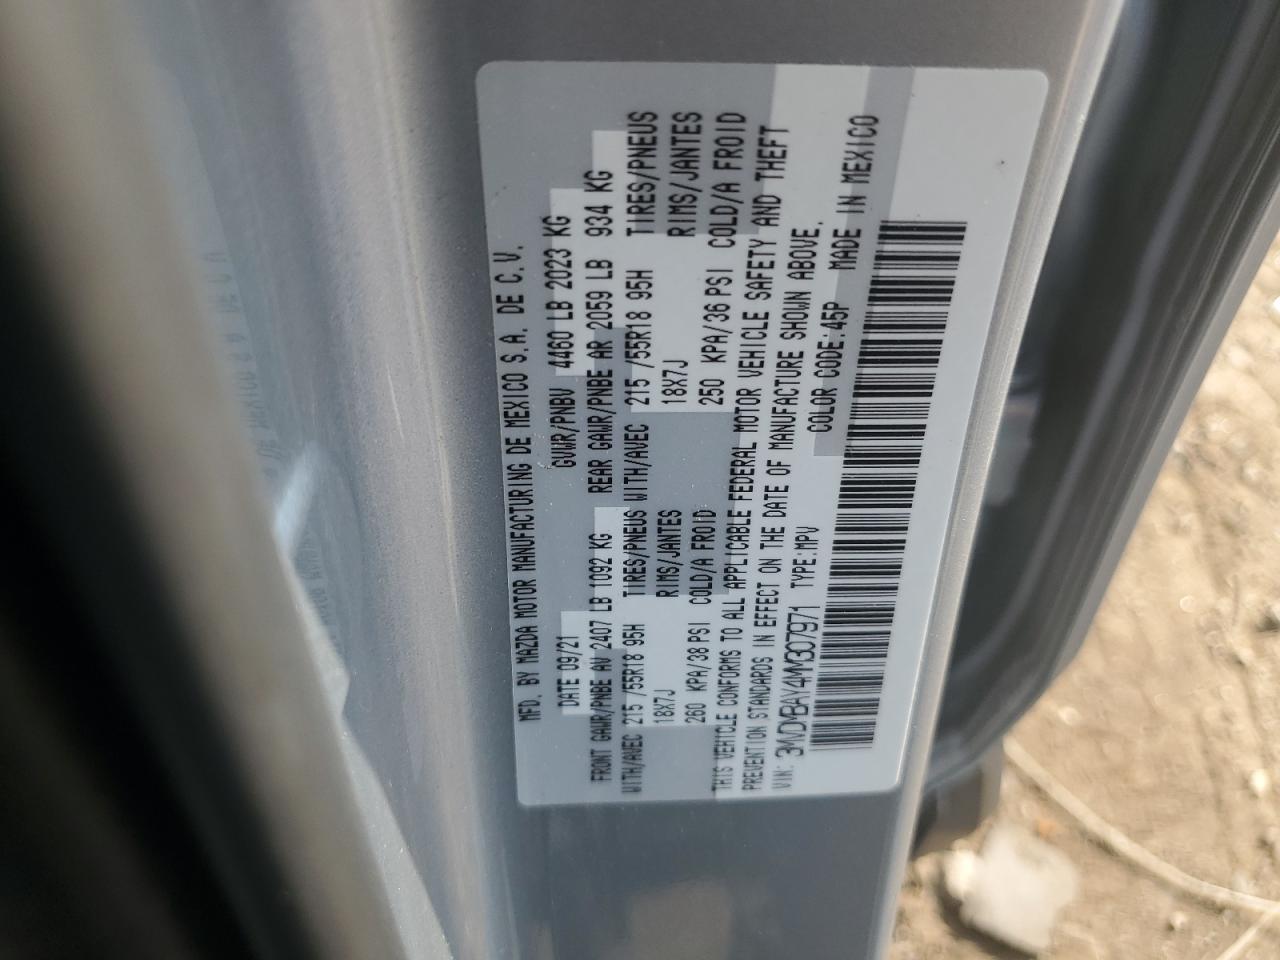 MFD. BY MAZDA MOTOR MANUFACTURING DE MEXICO S.A. DE C.V.
DATE 09/21 GVWR/PNBV 4460 LB 2023 KG
FRONT GAWR/PNBE AV 2407 LB 1092 KG REAR GAWR/PNBE AR 2059 LB 934 KG
WITH/AVEC 215 /55R18 95H TIRES/PNEUS WITH/AVEC 215 /55R18 95H TIRES/PNEUS
18X7J RIMS/JANTES 18X7J RIMS/JANTES
260 KPA/38 PSI COLD/A FROID 250 KPA/36 PSI COLD/A FROID
THIS VEHICLE CONFORMS TO ALL APPLICABLE FEDERAL MOTOR VEHICLE SAFETY AND THEFT
PREVENTION STANDARDS IN EFFECT ON THE DATE OF MANUFACTURE SHOWN ABOVE.
VIN: 3MVDMBAY4MM307971 TYPE:MPV COLOR CODE:45P MADE IN MEXICO